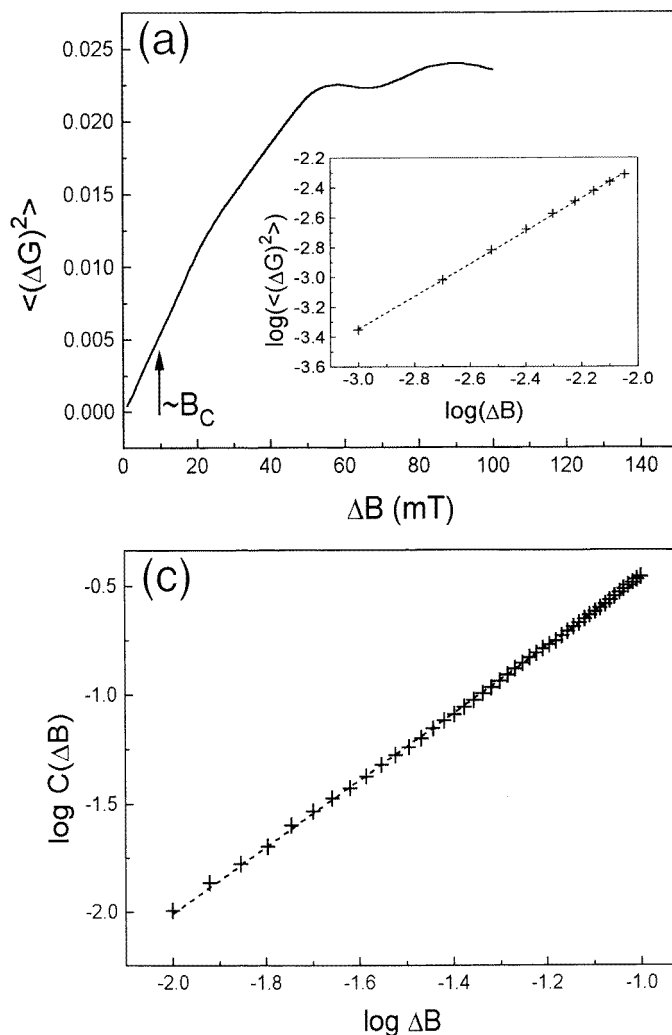 (a)
0.025
0.020
0.015
0.010
0.005
0.000
<(ΔG)²>
~B_C
0 20 40 60 80 100 120 140
ΔB (mT)
-2.2
-2.4
-2.6
-2.8
-3.0
-3.2
-3.4
-3.6
log(<(ΔG)²>)
-3.0 -2.8 -2.6 -2.4 -2.2 -2.0
log(ΔB)
(c)
-0.5
-1.0
-1.5
-2.0
log C(ΔB)
-2.0 -1.8 -1.6 -1.4 -1.2 -1.0
log ΔB